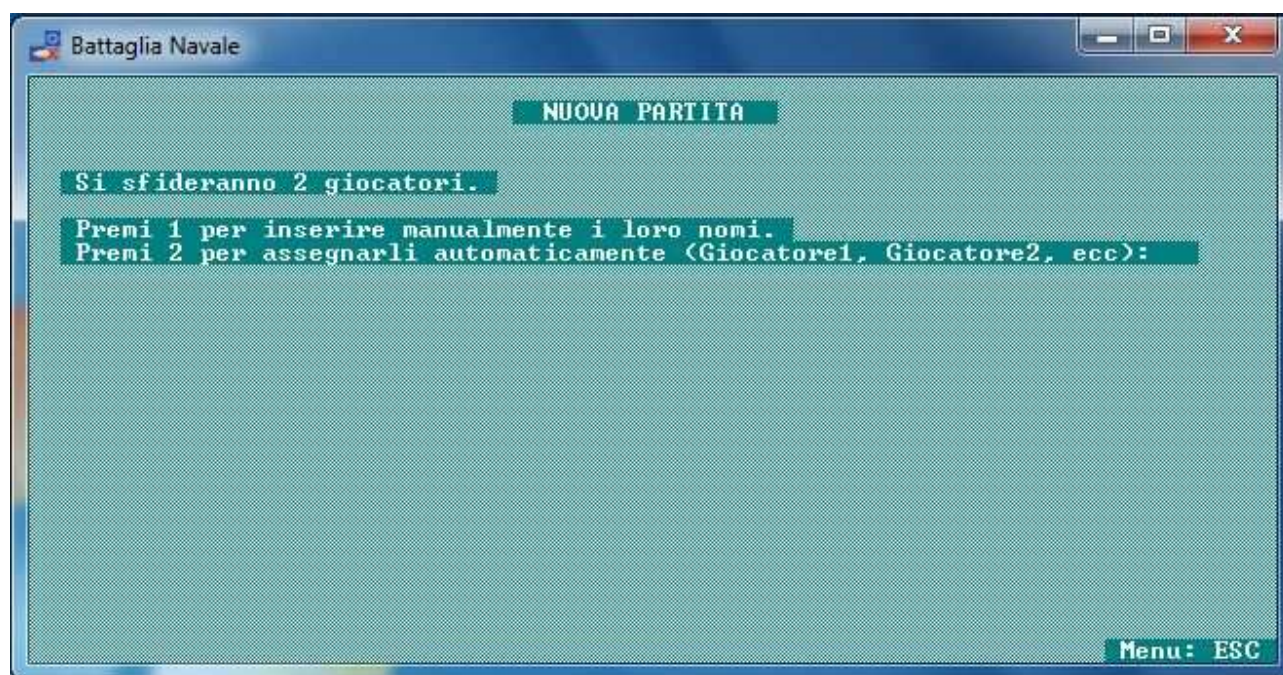 Battaglia Navale
NUOVA PARTITA
Si sfideranno 2 giocatori.
Premi 1 per inserire manualmente i loro nomi.
Premi 2 per assegnarli automaticamente (Giocatore1, Giocatore2, ecc):
Menu: ESC